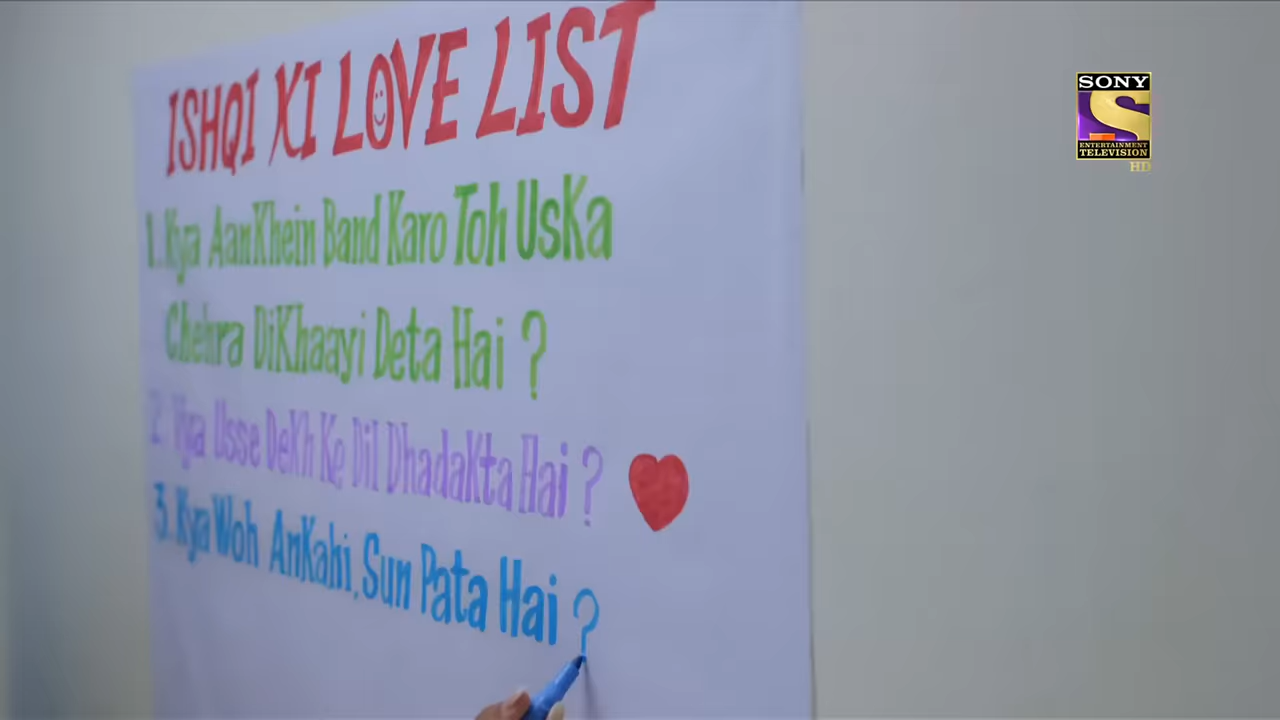 ISHQI KI LOVE LIST
1. Kya AanKhein Band Karo Toh UsKa
Chehra DiKhaayi Deta Hai ?
2. Kya Usse DeKh Ke Dil DhadaKta Hai ?
3. Kya Woh AnKahi, Sun Pata Hai ?
SONY
ENTERTAINMENT
TELEVISION
HD